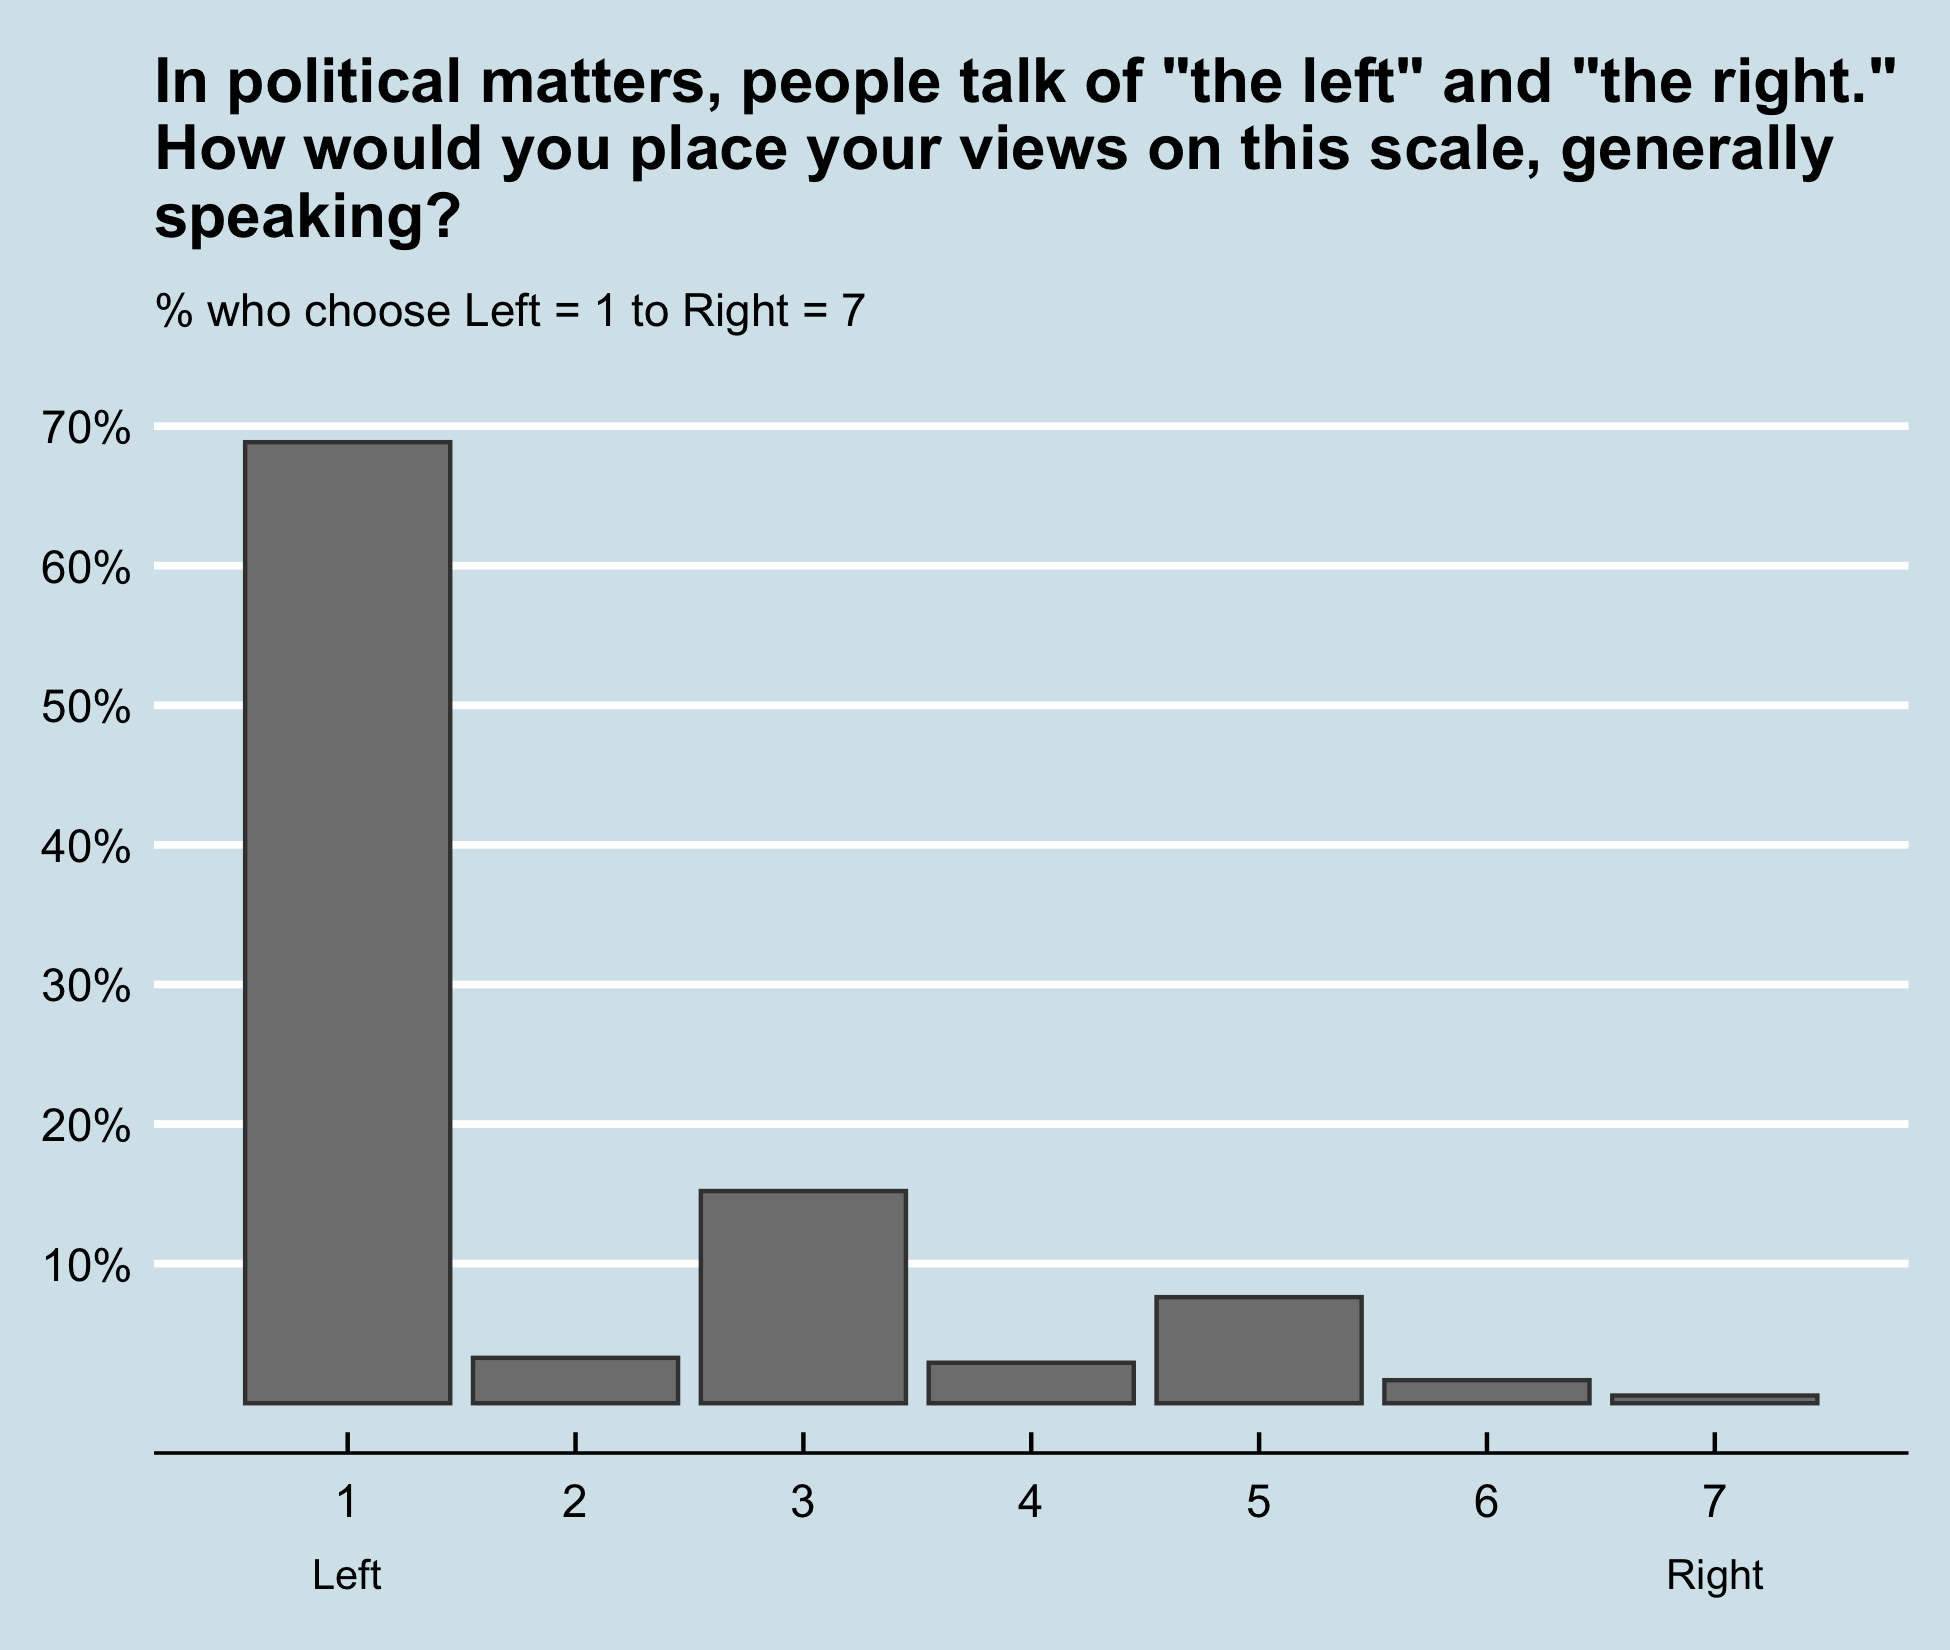 In political matters, people talk of "the left" and "the right."
How would you place your views on this scale, generally
speaking?
% who choose Left = 1 to Right = 7
70%
60%
50%
40%
30%
20%
10%
1 2 3 4 5 6 7
Left Right